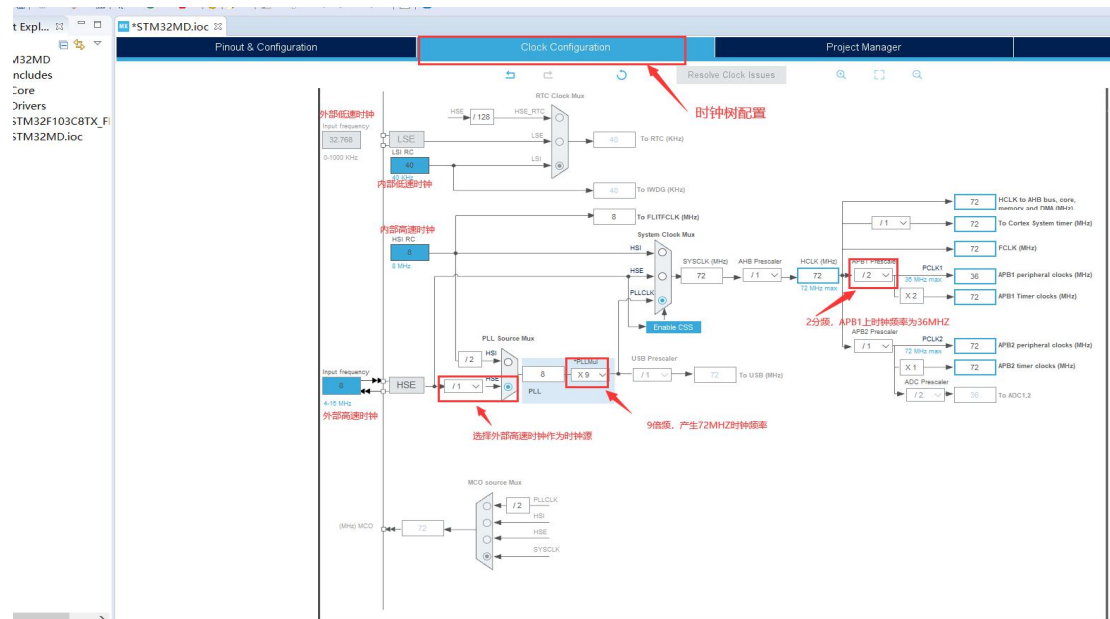 t Expl...
*STM32MD.ioc
Pinout & Configuration
Clock Configuration
Project Manager
M32MD
ncludes
Core
Drivers
STM32F103C8TX_Fl
STM32MD.ioc
Resolve Clock Issues
时钟树配置
RTC Clock Mux
外部低速时钟
Input frequency
32.768
0-1000 KHz
LSE
HSE
/ 128
HSE_RTC
LSE
LSI
40
To RTC (KHz)
LSI RC
40
40 KHz
内部低速时钟
40
To IWDG (KHz)
8
To FLITFCLK (MHz)
内部高速时钟
HSI RC
8
8 MHz
System Clock Mux
HSI
HSE
PLLCLK
Enable CSS
SYSCLK (MHz)
72
AHB Prescaler
/ 1
HCLK (MHz)
72
72 MHz max
72
HCLK to AHB bus, core,
memory and DMA (MHz)
/ 1
72
To Cortex System timer (MHz)
72
FCLK (MHz)
APB1 Prescaler
/ 2
PCLK1
36 MHz max
36
APB1 peripheral clocks (MHz)
X 2
72
APB1 Timer clocks (MHz)
2分频，APB1上时钟频率为36MHZ
APB2 Prescaler
/ 1
PCLK2
72 MHz max
72
APB2 peripheral clocks (MHz)
X 1
72
APB2 timer clocks (MHz)
ADC Prescaler
/ 2
36
To ADC1,2
PLL Source Mux
/ 2
HSI
HSE
Input frequency
8
4-16 MHz
外部高速时钟
HSE
/ 1
8
PLL
*PLLMul
X 9
USB Prescaler
/ 1
72
To USB (MHz)
选择外部高速时钟作为时钟源
9倍频，产生72MHZ时钟频率
MCO source Mux
PLLCLK
/ 2
HSI
HSE
SYSCLK
(MHz) MCO
72